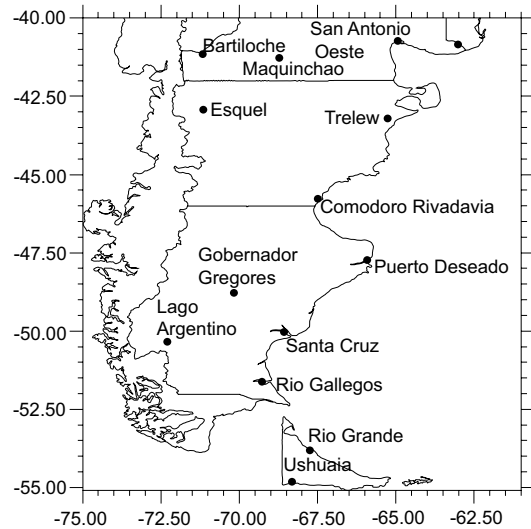 -40.00
San Antonio
Oeste
Bartiloche
Maquinchao
-42.50
Esquel
Trelew
-45.00
Comodoro Rivadavia
-47.50
Gobernador
Gregores
Puerto Deseado
Lago
Argentino
-50.00
Santa Cruz
Rio Gallegos
-52.50
Rio Grande
Ushuaia
-55.00
-75.00 -72.50 -70.00 -67.50 -65.00 -62.50 -60.00